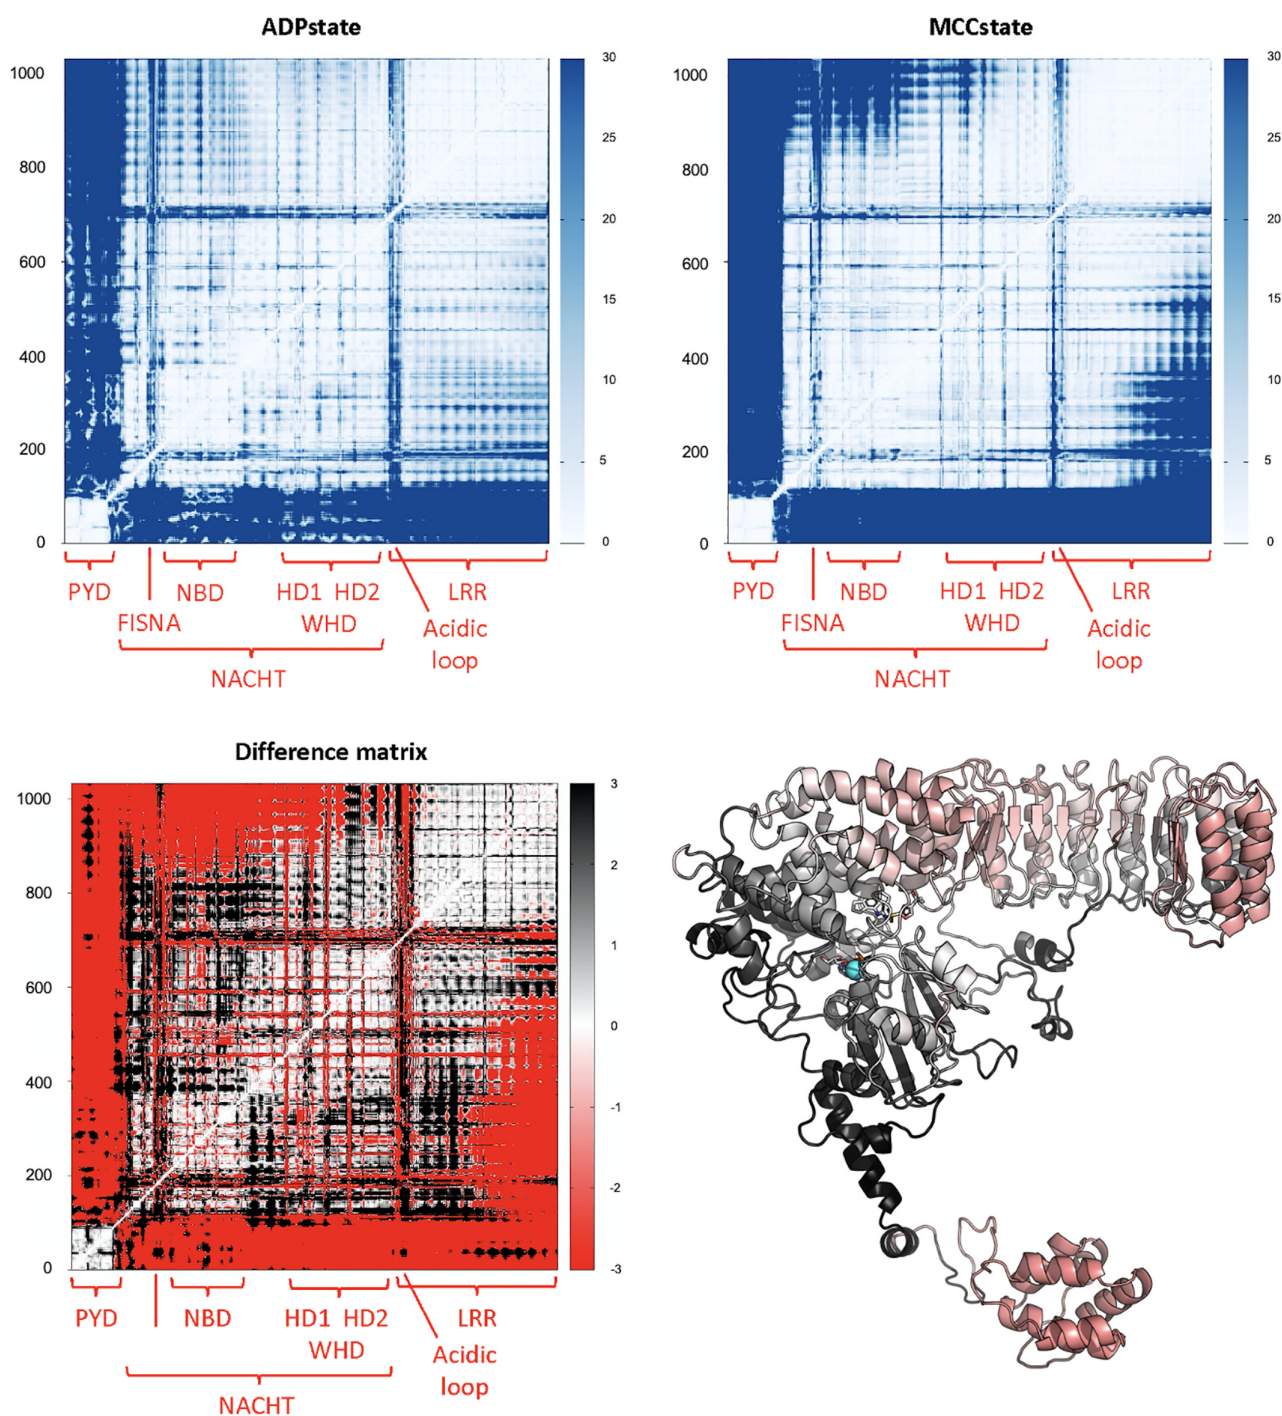 ADPstate
1000
800
600
400
200
0
30
25
20
15
10
5
0
PYD
FISNA
NBD
HD1 HD2
WHD
LRR
Acidic
loop
NACHT
MCCstate
1000
800
600
400
200
0
30
25
20
15
10
5
0
PYD
FISNA
NBD
HD1 HD2
WHD
LRR
Acidic
loop
NACHT
Difference matrix
1000
800
600
400
200
0
3
2
1
0
-1
-2
-3
PYD
NBD
HD1 HD2
WHD
LRR
Acidic
loop
NACHT